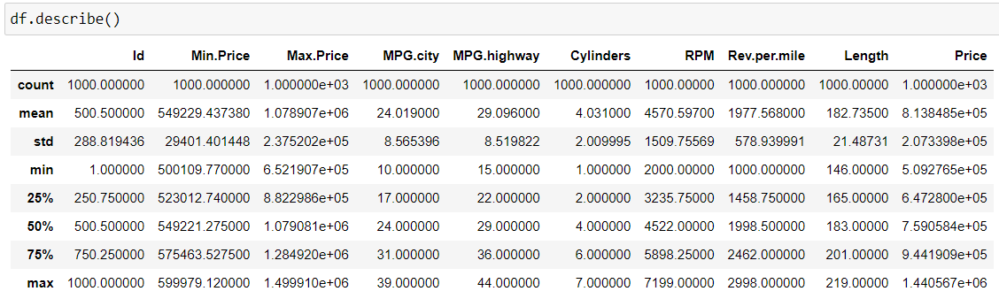 df.describe()
Id Min.Price Max.Price MPG.city MPG.highway Cylinders RPM Rev.per.mile Length Price
count 1000.000000 1000.000000 1.000000e+03 1000.000000 1000.000000 1000.000000 1000.00000 1000.000000 1000.00000 1.000000e+03
mean 500.500000 549229.437380 1.078907e+06 24.019000 29.096000 4.031000 4570.59700 1977.568000 182.73500 8.138485e+05
std 288.819436 29401.401448 2.375202e+05 8.565396 8.519822 2.009995 1509.75569 578.939991 21.48731 2.073398e+05
min 1.000000 500109.770000 6.521907e+05 10.000000 15.000000 1.000000 2000.00000 1000.000000 146.00000 5.092765e+05
25% 250.750000 523012.740000 8.822986e+05 17.000000 22.000000 2.000000 3235.75000 1458.750000 165.00000 6.472800e+05
50% 500.500000 549221.275000 1.079081e+06 24.000000 29.000000 4.000000 4522.00000 1998.500000 183.00000 7.590584e+05
75% 750.250000 575463.527500 1.284920e+06 31.000000 36.000000 6.000000 5898.25000 2462.000000 201.00000 9.441909e+05
max 1000.000000 599979.120000 1.499910e+06 39.000000 44.000000 7.000000 7199.00000 2998.000000 219.00000 1.440567e+06